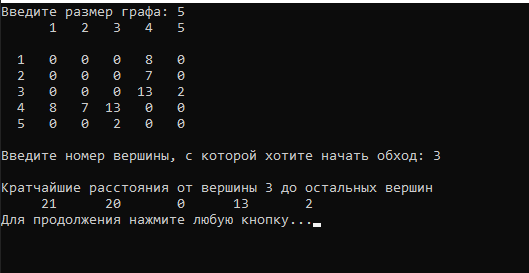 Введите размер графа: 5
1 2 3 4 5
1 0 0 0 8 0
2 0 0 0 7 0
3 0 0 0 13 2
4 8 7 13 0 0
5 0 0 2 0 0
Введите номер вершины, с которой хотите начать обход: 3
Кратчайшие расстояния от вершины 3 до остальных вершин
21 20 0 13 2
Для продолжения нажмите любую кнопку...